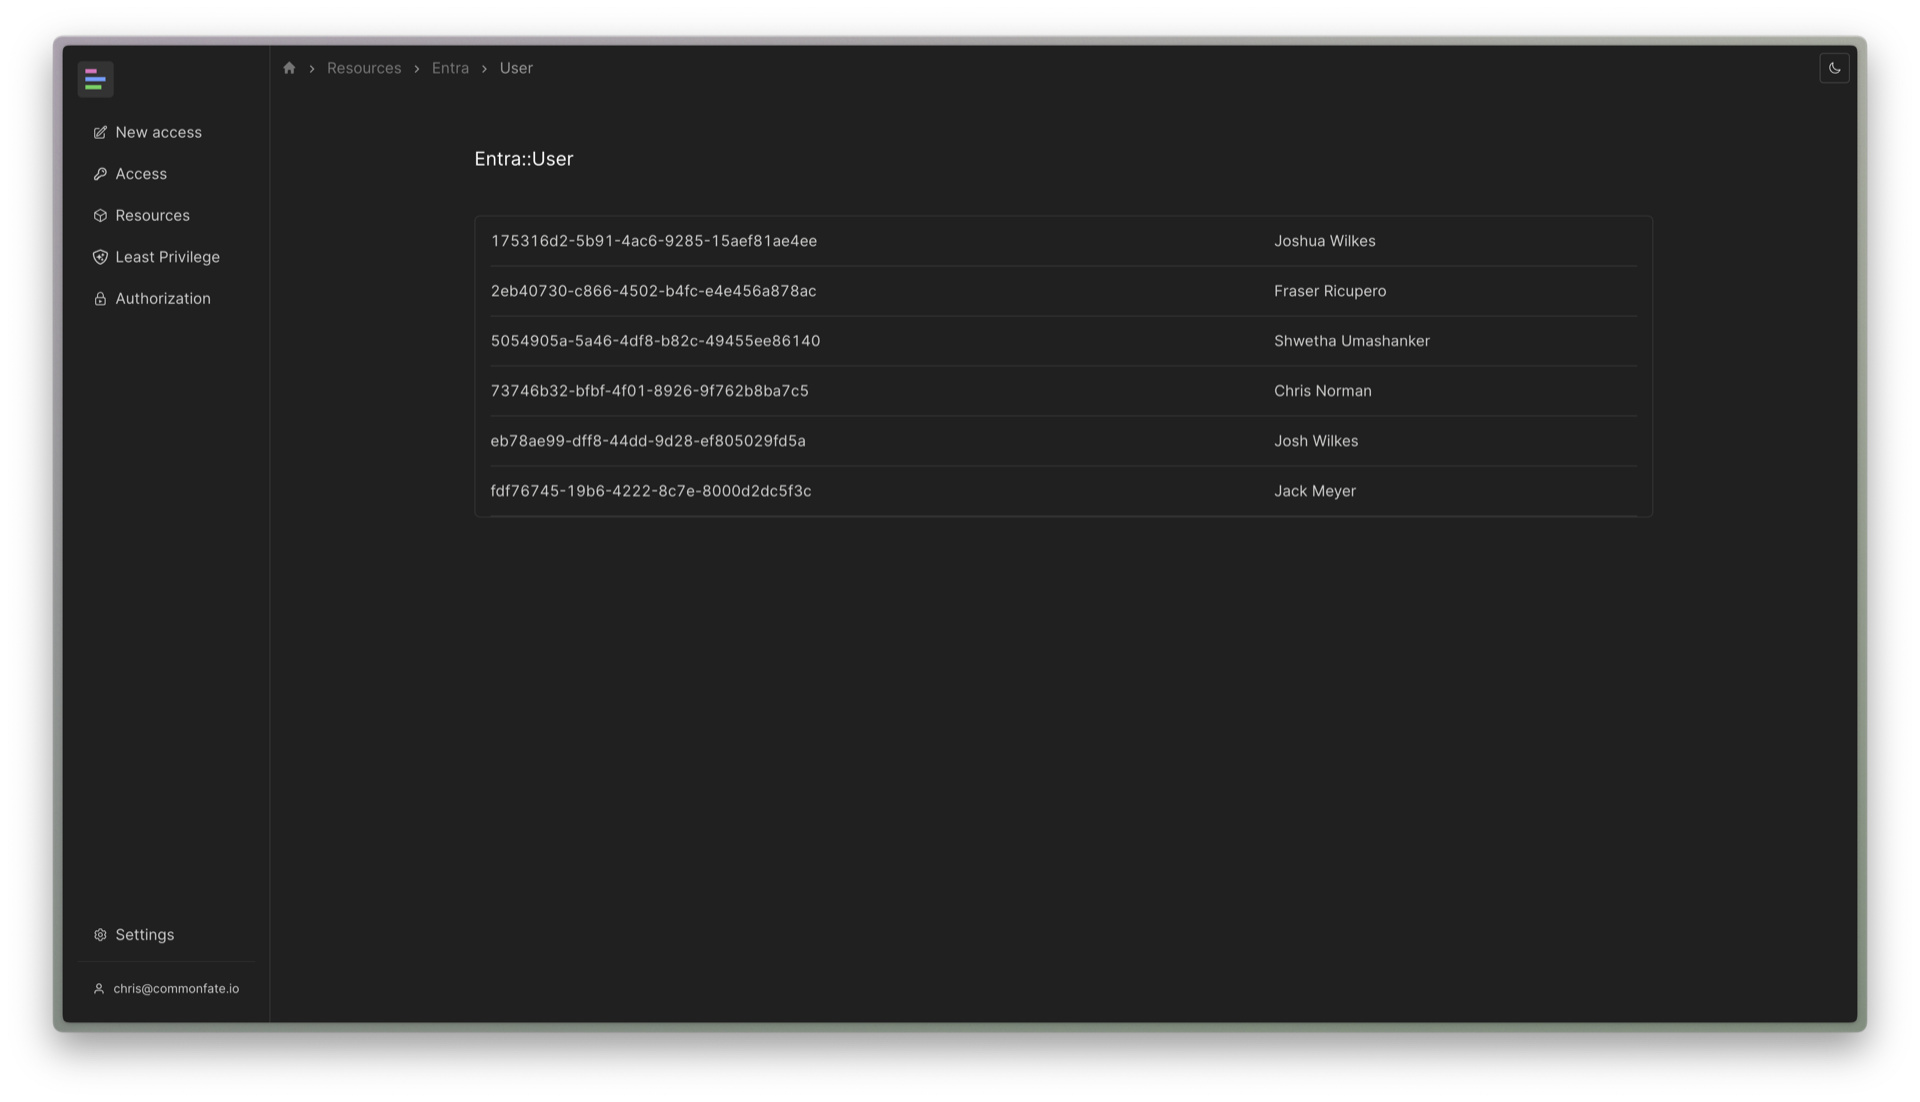 Resources > Entra > User
New access
Access
Resources
Least Privilege
Authorization
Entra::User
175316d2-5b91-4ac6-9285-15aef81ae4ee Joshua Wilkes
2eb40730-c866-4502-b4fc-e4e456a878ac Fraser Ricupero
5054905a-5a46-4df8-b82c-49455ee86140 Shwetha Umashanker
73746b32-bfbf-4f01-8926-9f762b8ba7c5 Chris Norman
eb78ae99-dff8-44dd-9d28-ef805029fd5a Josh Wilkes
fdf76745-19b6-4222-8c7e-8000d2dc5f3c Jack Meyer
Settings
chris@commonfate.io